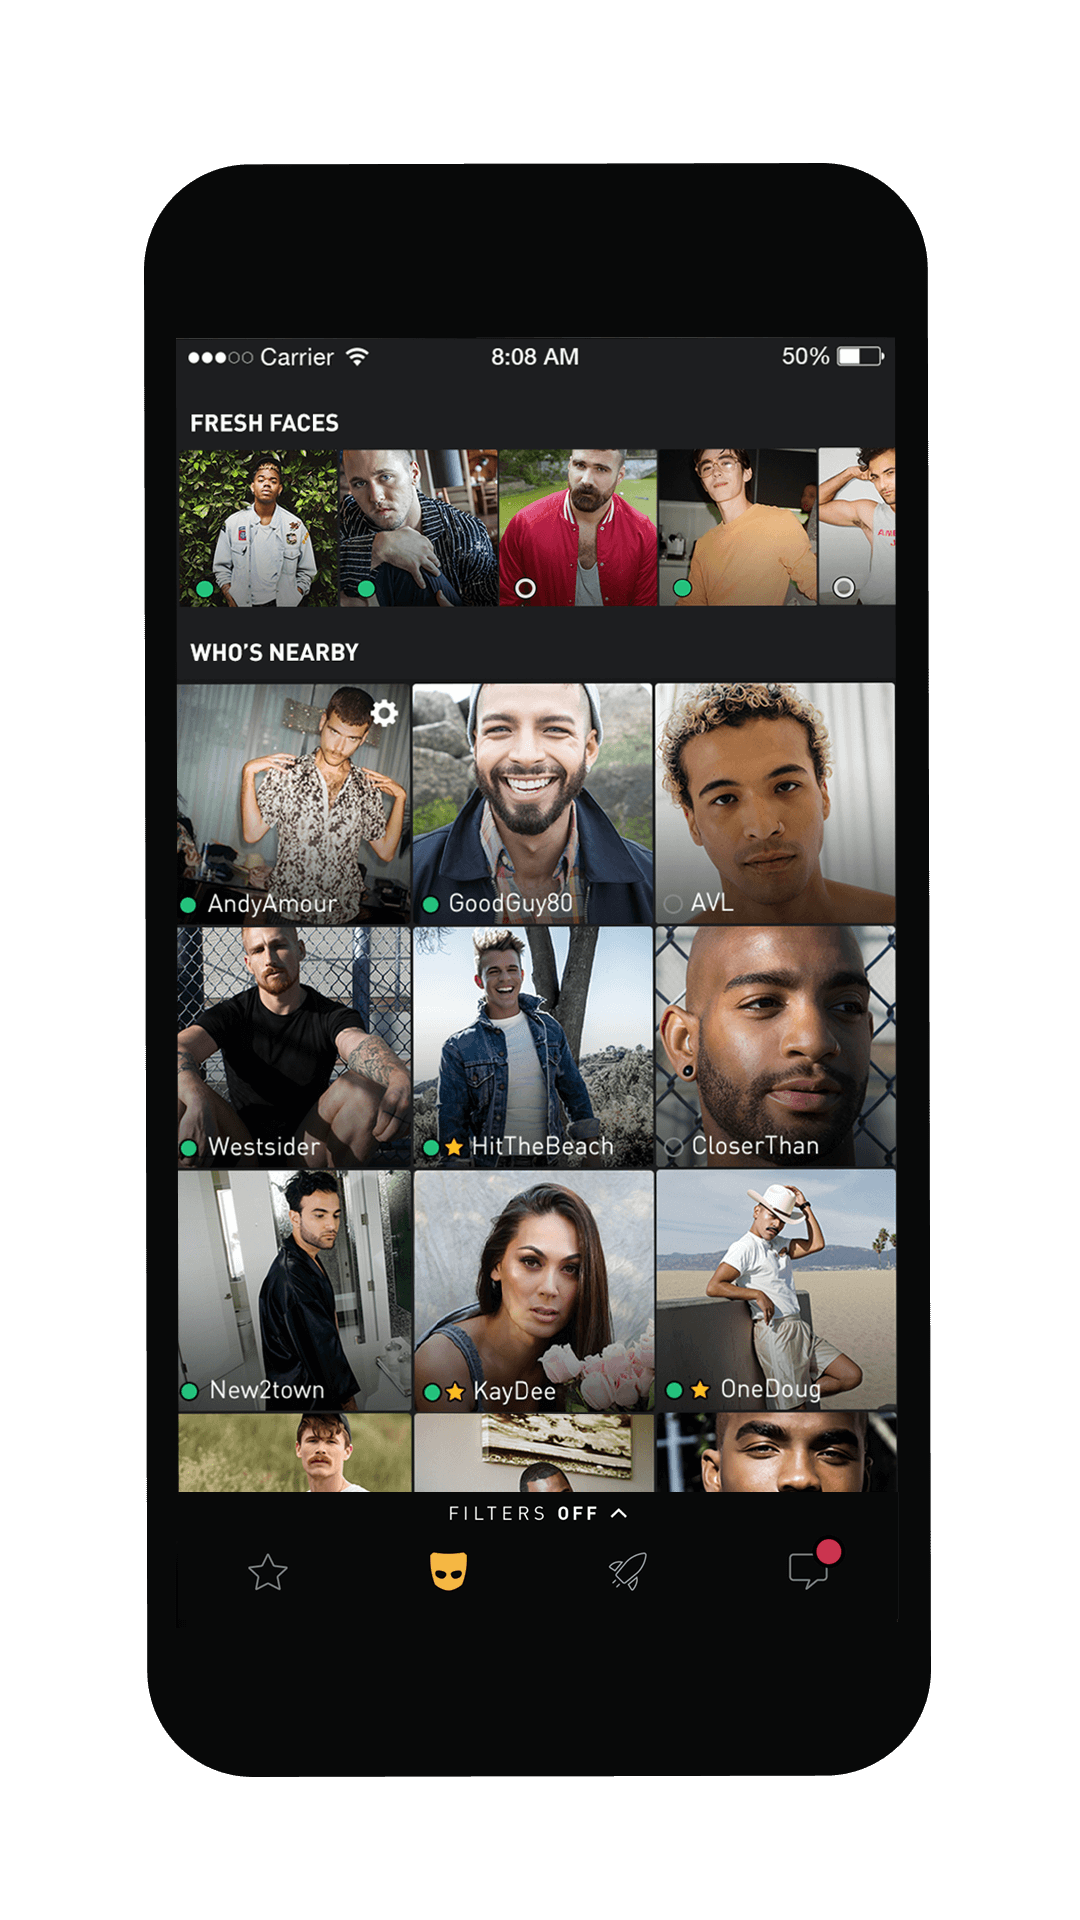 Carrier 8:08 AM 50%
FRESH FACES
WHO'S NEARBY
AndyAmour GoodGuy80 AVL
Westsider HitTheBeach CloserThan
New2town KayDee OneDoug
FILTERS OFF